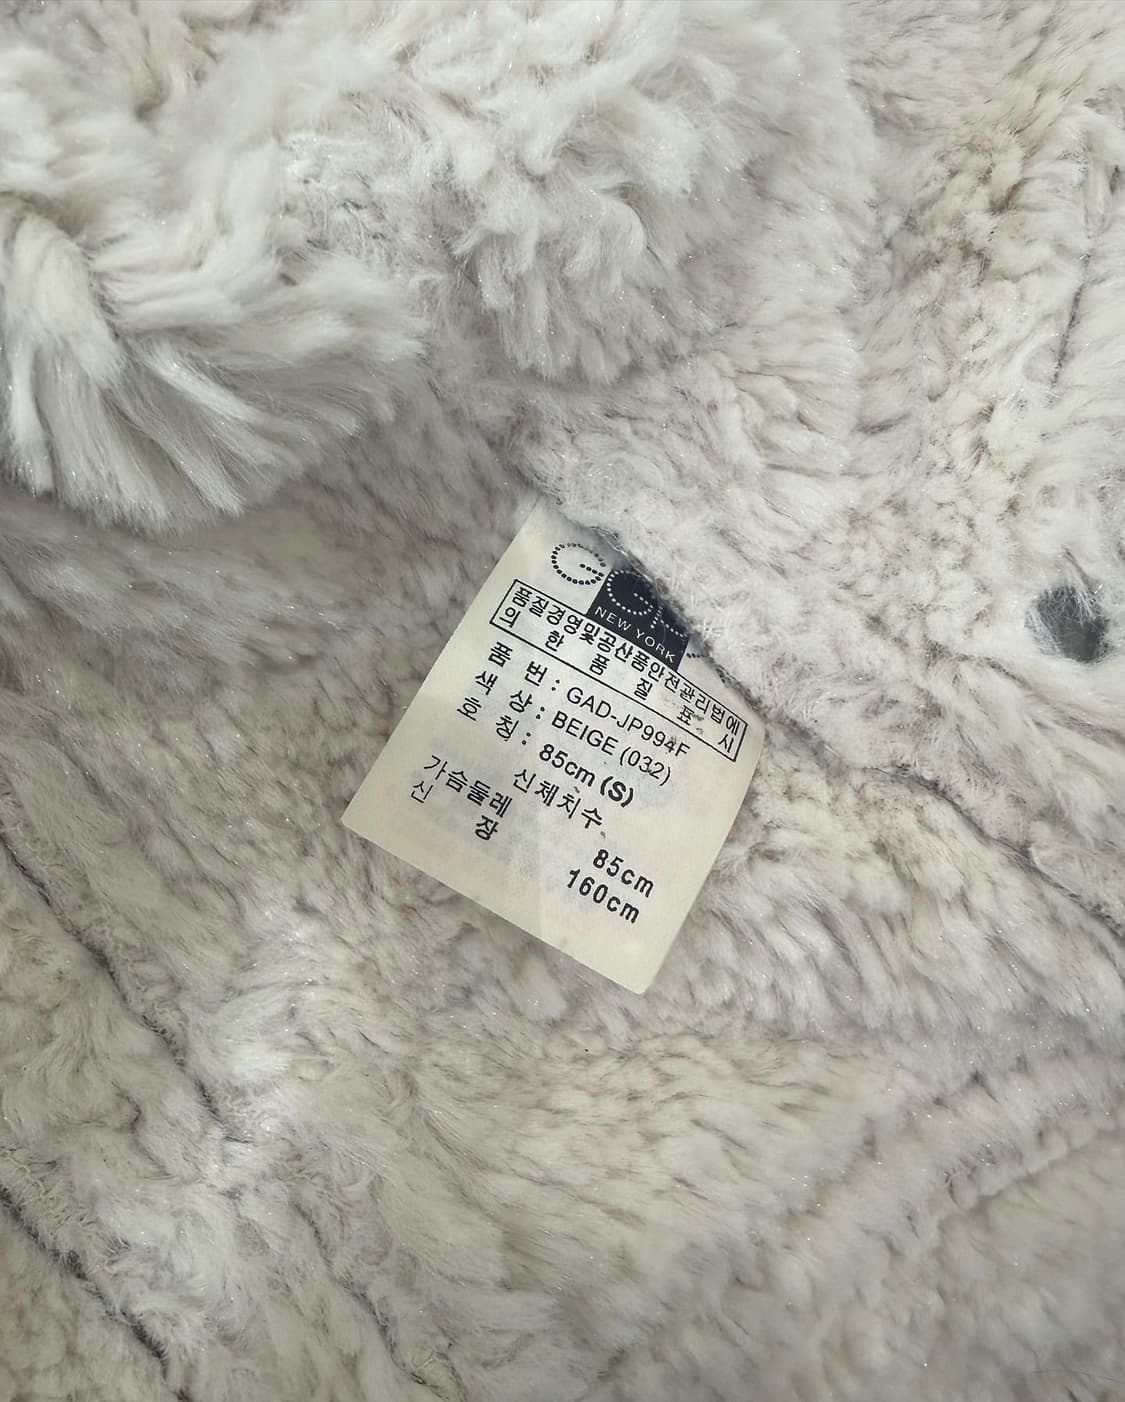 NEW YORK
품질경영및공산품안전관리법에
의 한 품 질 표 시
품 번 : GAD-JP994F
색 상 : BEIGE (032)
호 칭 : 85cm (S)
신체치수
가슴둘레 85cm
신 장 160cm